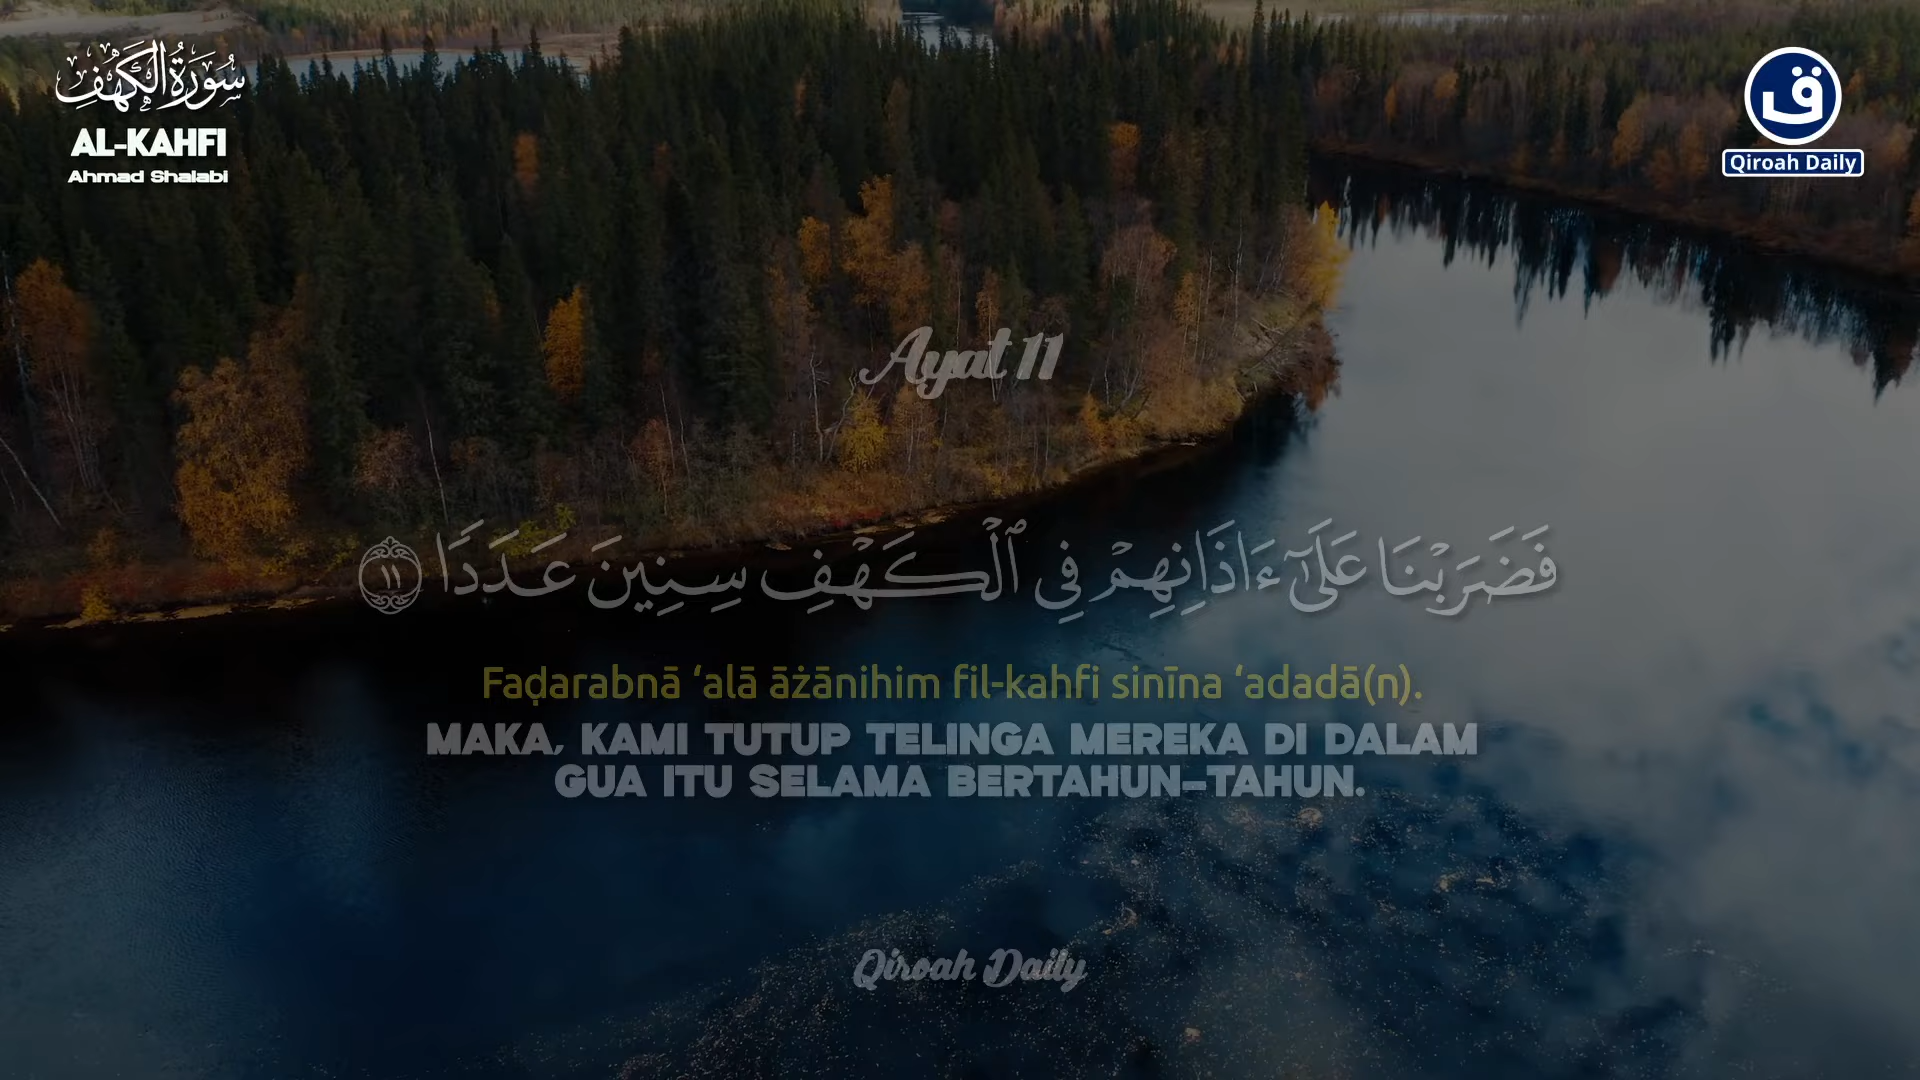 سُورَةُ الْكَهْفِ
AL-KAHFI
Ahmad Shalabi
ق
Qiroah Daily
Ayat 11
فَضَرَبْنَا عَلَىٰٓ ءَاذَانِهِمْ فِى ٱلْكَهْفِ سِنِينَ عَدَدًا ١١
Faḍarabnā ‘alā āżānihim fil-kahfi sinīna ‘adadā(n).
MAKA, KAMI TUTUP TELINGA MEREKA DI DALAM
GUA ITU SELAMA BERTAHUN-TAHUN.
Qiroah Daily